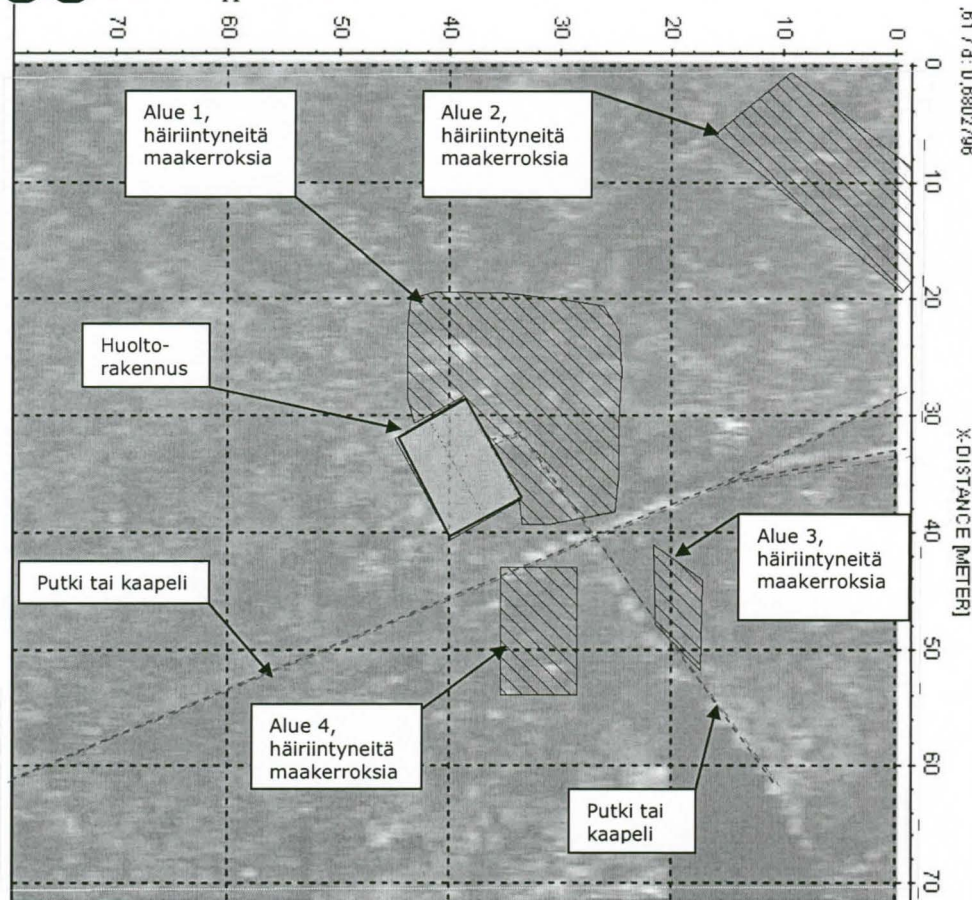 70
60
50
40
30
20
10
0
0
10
20
30
40
50
60
70
X-DISTANCE [METER]
Alue 1,
häiriintyneitä
maakerroksia
Alue 2,
häiriintyneitä
maakerroksia
Huolto-
rakennus
Alue 3,
häiriintyneitä
maakerroksia
Putki tai kaapeli
Alue 4,
häiriintyneitä
maakerroksia
Putki tai
kaapeli